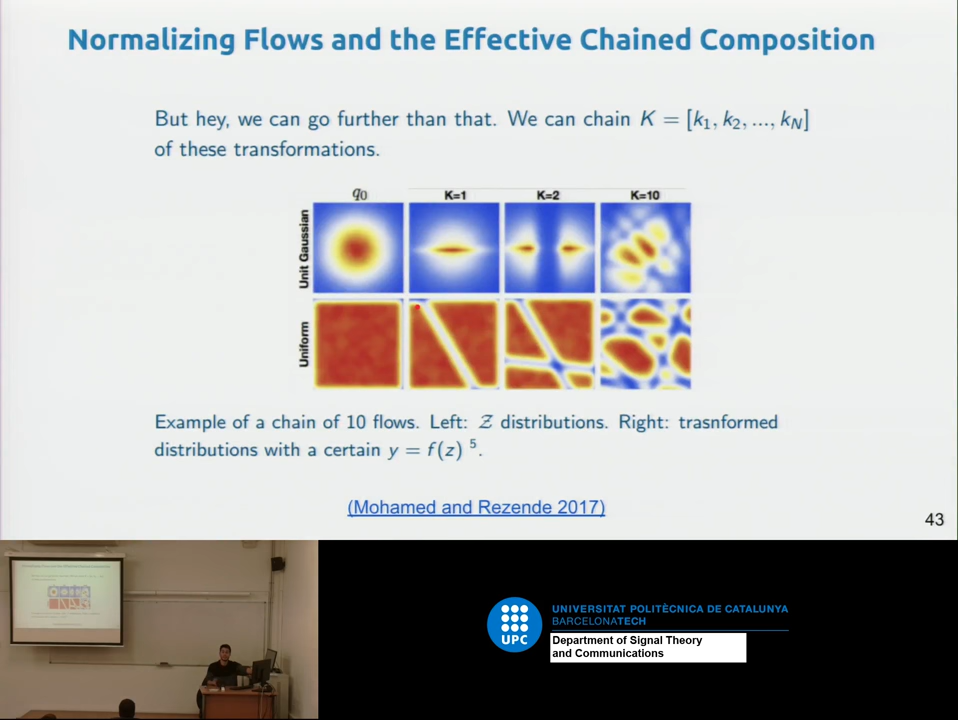 Normalizing Flows and the Effective Chained Composition
But hey, we can go further than that. We can chain K = [k₁, k₂, ..., k_N]
of these transformations.
q₀ K=1 K=2 K=10
Unit Gaussian
Uniform
Example of a chain of 10 flows. Left: 𝒵 distributions. Right: trasnformed
distributions with a certain y = f(z) ⁵.
(Mohamed and Rezende 2017)
43
UPC
UNIVERSITAT POLITÈCNICA DE CATALUNYA
BARCELONATECH
Department of Signal Theory
and Communications